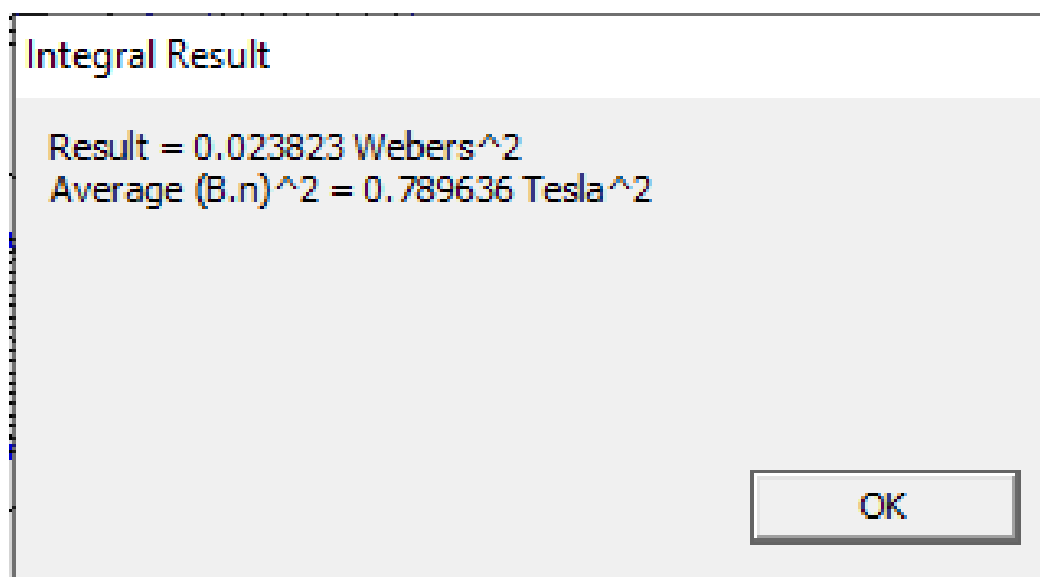 Integral Result
Result = 0.023823 Webers^2
Average (B.n)^2 = 0.789636 Tesla^2
OK